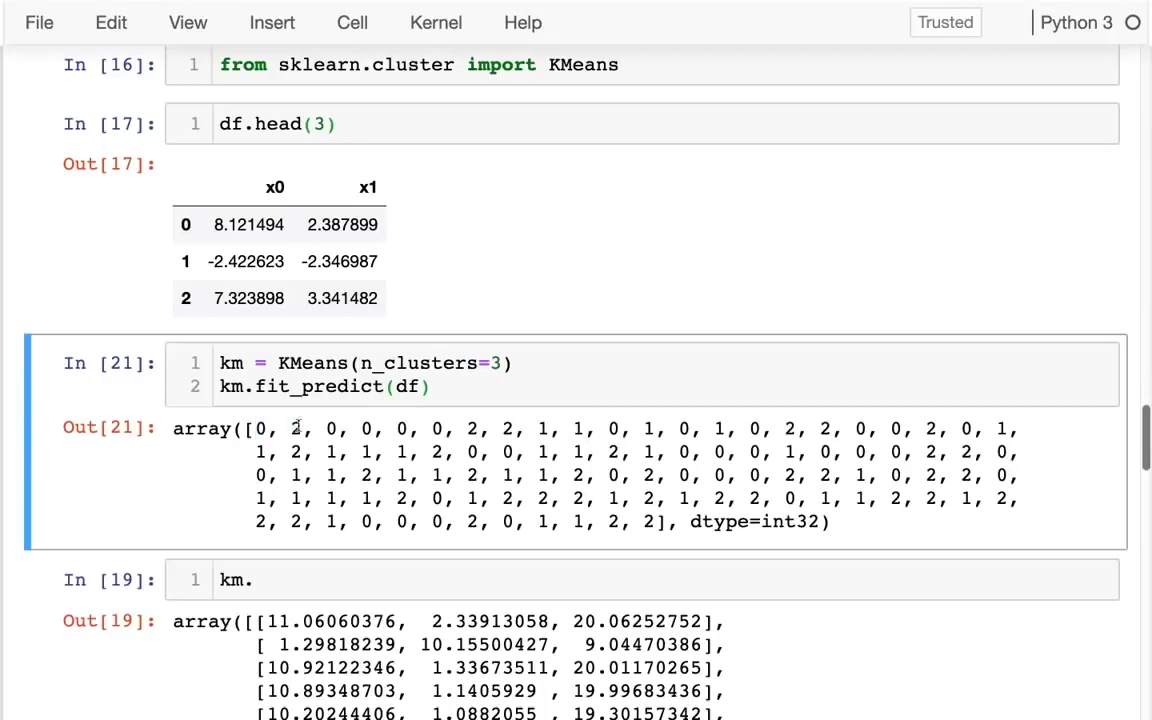 File Edit View Insert Cell Kernel Help Trusted Python 3
In [16]: 1 from sklearn.cluster import KMeans
In [17]: 1 df.head(3)
Out[17]:
x0 x1
0 8.121494 2.387899
1 -2.422623 -2.346987
2 7.323898 3.341482
In [21]: 1 km = KMeans(n_clusters=3)
2 km.fit_predict(df)
Out[21]: array([0, 2, 0, 0, 0, 0, 2, 2, 1, 1, 0, 1, 0, 1, 0, 2, 2, 0, 0, 2, 0, 1,
1, 2, 1, 1, 1, 2, 0, 0, 1, 1, 2, 1, 0, 0, 0, 1, 0, 0, 0, 2, 2, 0,
0, 1, 1, 2, 1, 1, 2, 1, 1, 2, 0, 2, 0, 0, 0, 2, 2, 1, 0, 2, 2, 0,
1, 1, 1, 1, 2, 0, 1, 2, 2, 2, 1, 2, 1, 2, 2, 0, 1, 1, 2, 2, 1, 2,
2, 2, 1, 0, 0, 0, 2, 0, 1, 1, 2, 2], dtype=int32)
In [19]: 1 km.
Out[19]: array([[11.06060376, 2.33913058, 20.06252752],
[ 1.29818239, 10.15500427, 9.04470386],
[10.92122346, 1.33673511, 20.01170265],
[10.89348703, 1.1405929 , 19.99683436],
[10.20244406, 1.0882055 , 19.30157342],